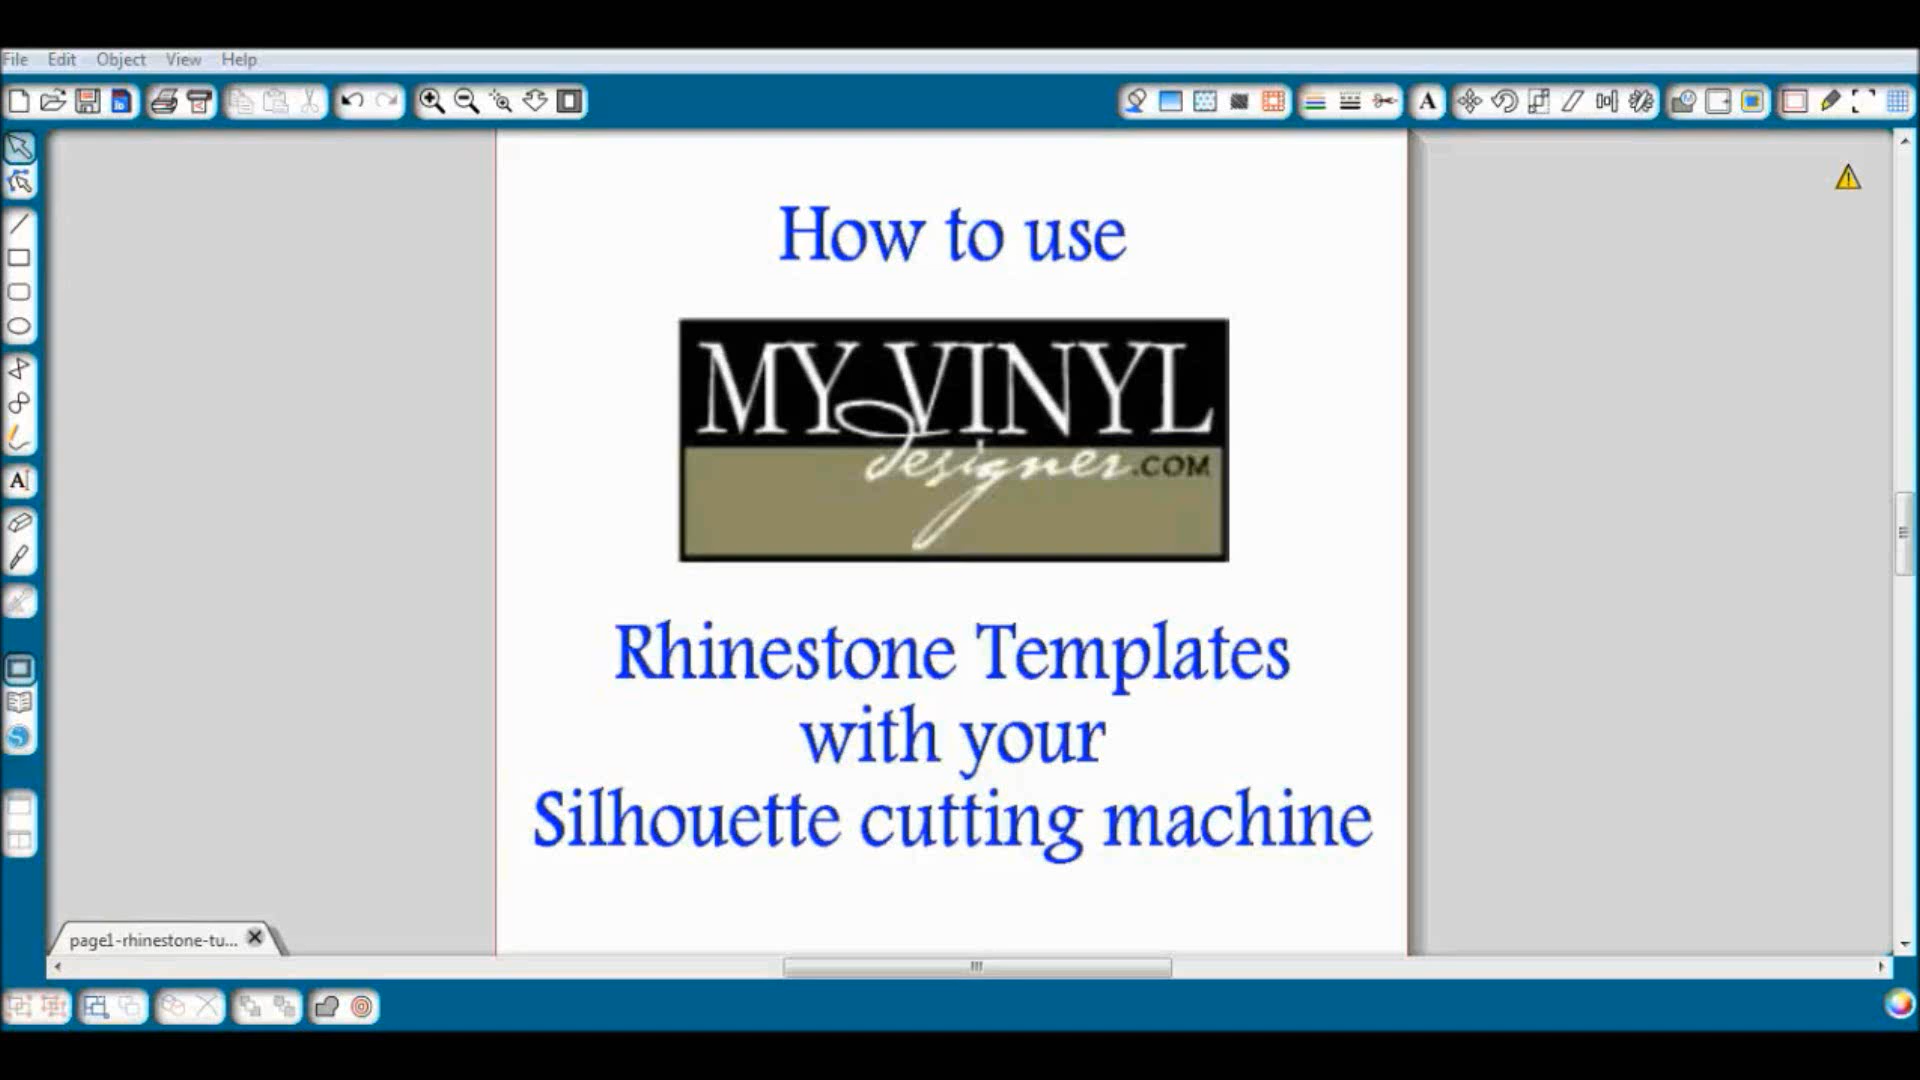 File Edit Object View Help
How to use
MY VINYL
designer.COM
Rhinestone Templates
with your
Silhouette cutting machine
page1-rhinestone-tu...